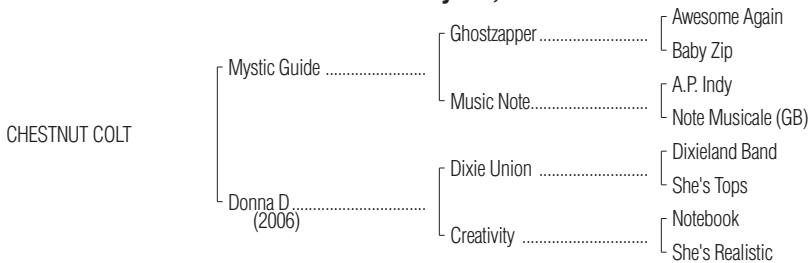 Awesome Again
Ghostzapper ..........................
Baby Zip
Mystic Guide ........................
A.P. Indy
Music Note............................
Note Musicale (GB)
CHESTNUT COLT
Dixieland Band
Dixie Union ..........................
She's Tops
Donna D................................
(2006)
Notebook
Creativity ..............................
She's Realistic